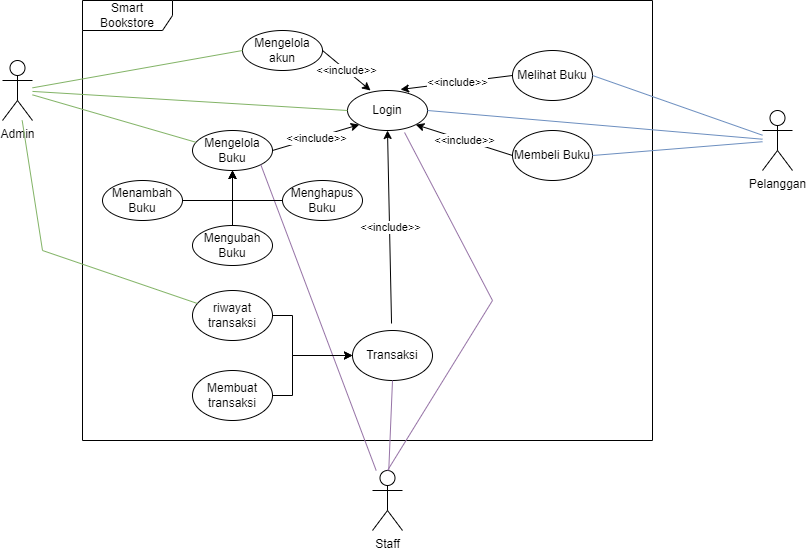 Smart
Bookstore
Mengelola
akun
<<include>>
<<include>>
Melihat Buku
Login
Admin
Mengelola
Buku
<<include>>
<<include>>
Membeli Buku
Pelanggan
Menambah
Buku
Menghapus
Buku
Mengubah
Buku
<<include>>
riwayat
transaksi
Transaksi
Membuat
transaksi
Staff